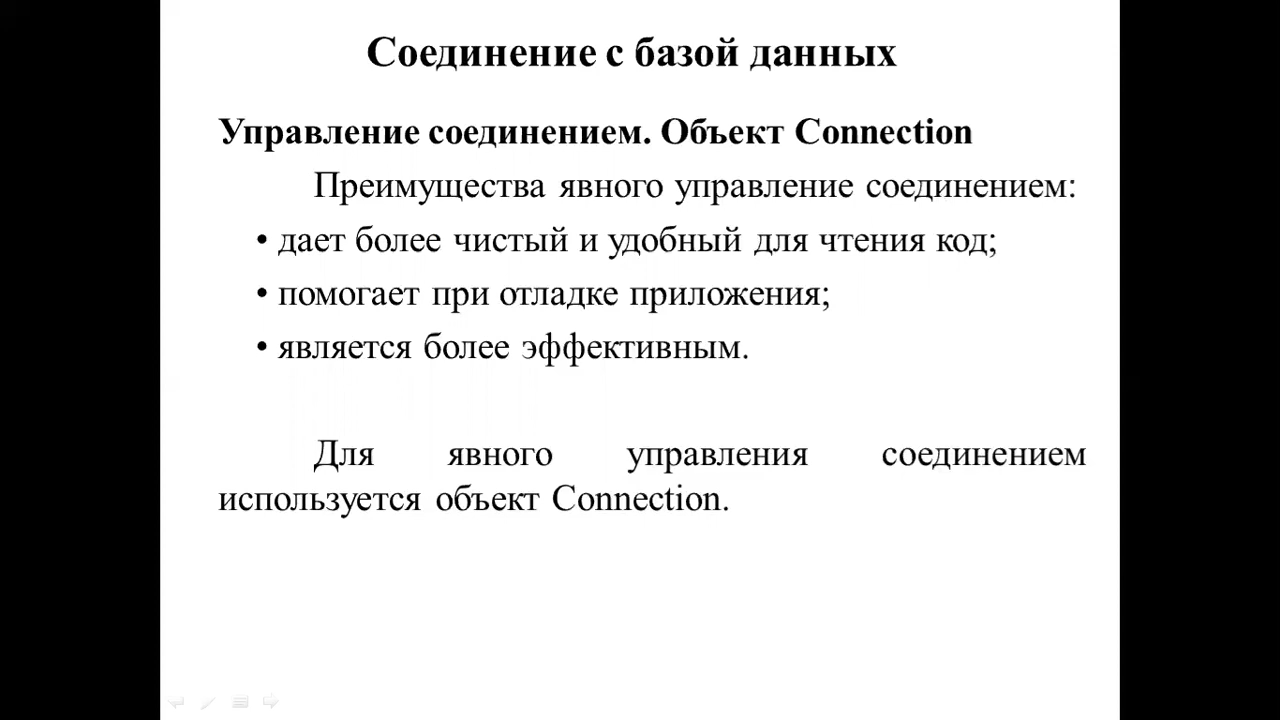 Соединение с базой данных
Управление соединением. Объект Connection
Преимущества явного управление соединением:
• дает более чистый и удобный для чтения код;
• помогает при отладке приложения;
• является более эффективным.
Для явного управления соединением
используется объект Connection.